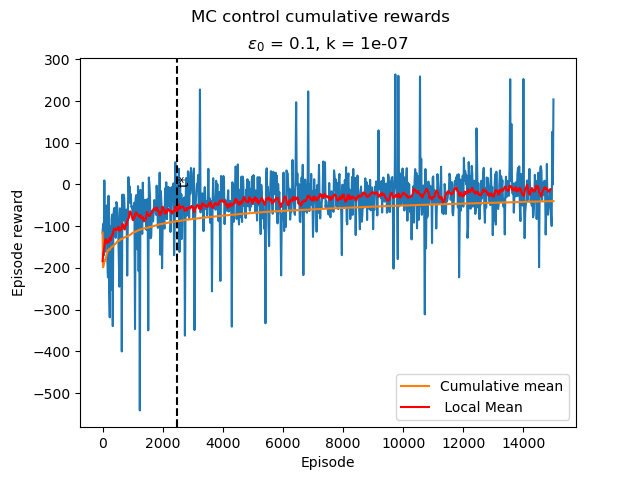 MC control cumulative rewards
ε₀ = 0.1, k = 1e-07
Episode reward
300
200
100
0
−100
−200
−300
−400
−500
0
2000
4000
6000
8000
10000
12000
14000
Episode
Cumulative mean
Local Mean